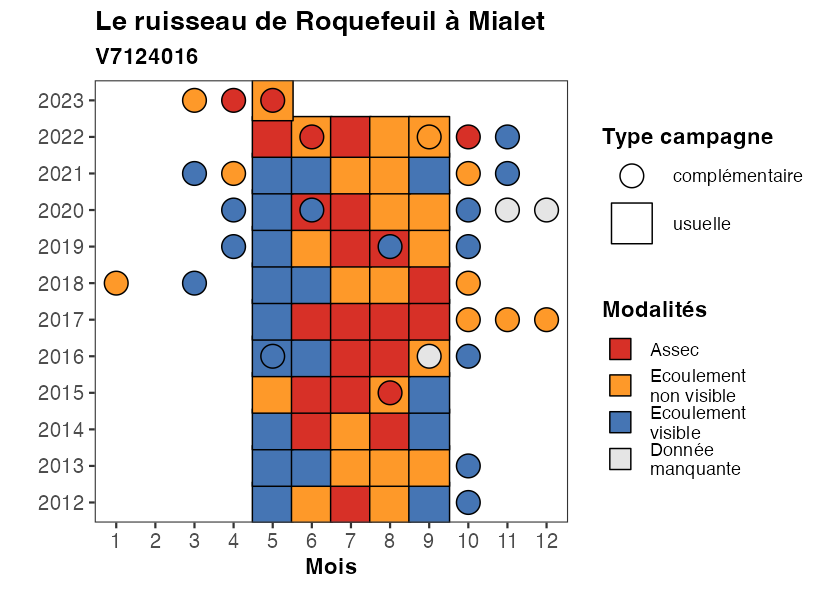 Le ruisseau de Roquefeuil à Mialet
V7124016
2023
2022
2021
2020
2019
2018
2017
2016
2015
2014
2013
2012
1 2 3 4 5 6 7 8 9 10 11 12
Mois
Type campagne
complémentaire
usuelle
Modalités
Assec
Ecoulement
non visible
Ecoulement
visible
Donnée
manquante